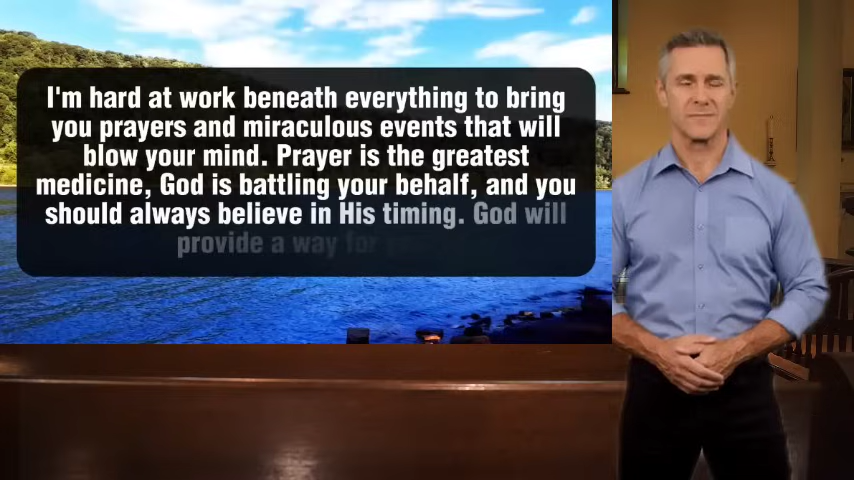 I'm hard at work beneath everything to bring
you prayers and miraculous events that will
blow your mind. Prayer is the greatest
medicine, God is battling your behalf, and you
should always believe in His timing. God will
provide a way for